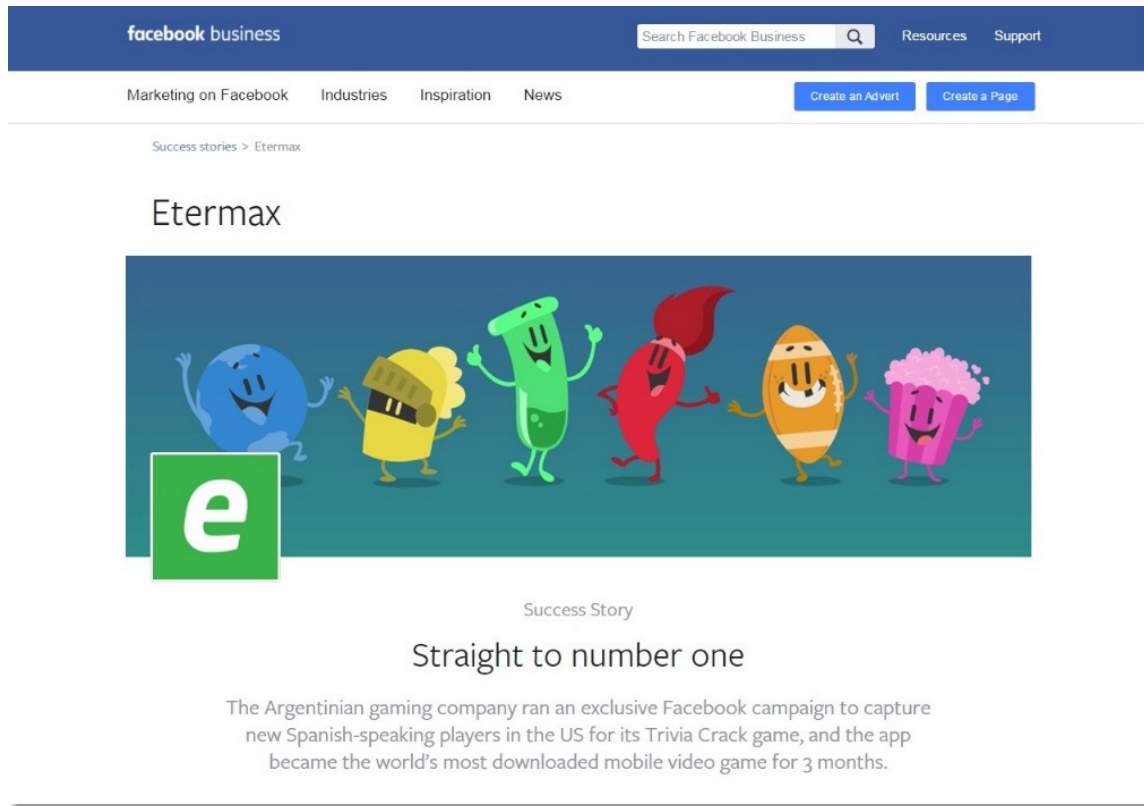 facebook business
Search Facebook Business
Resources
Support
Marketing on Facebook
Industries
Inspiration
News
Create an Advert
Create a Page
Success stories > Etermax
Etermax
e
Success Story
Straight to number one
The Argentinian gaming company ran an exclusive Facebook campaign to capture
new Spanish-speaking players in the US for its Trivia Crack game, and the app
became the world's most downloaded mobile video game for 3 months.